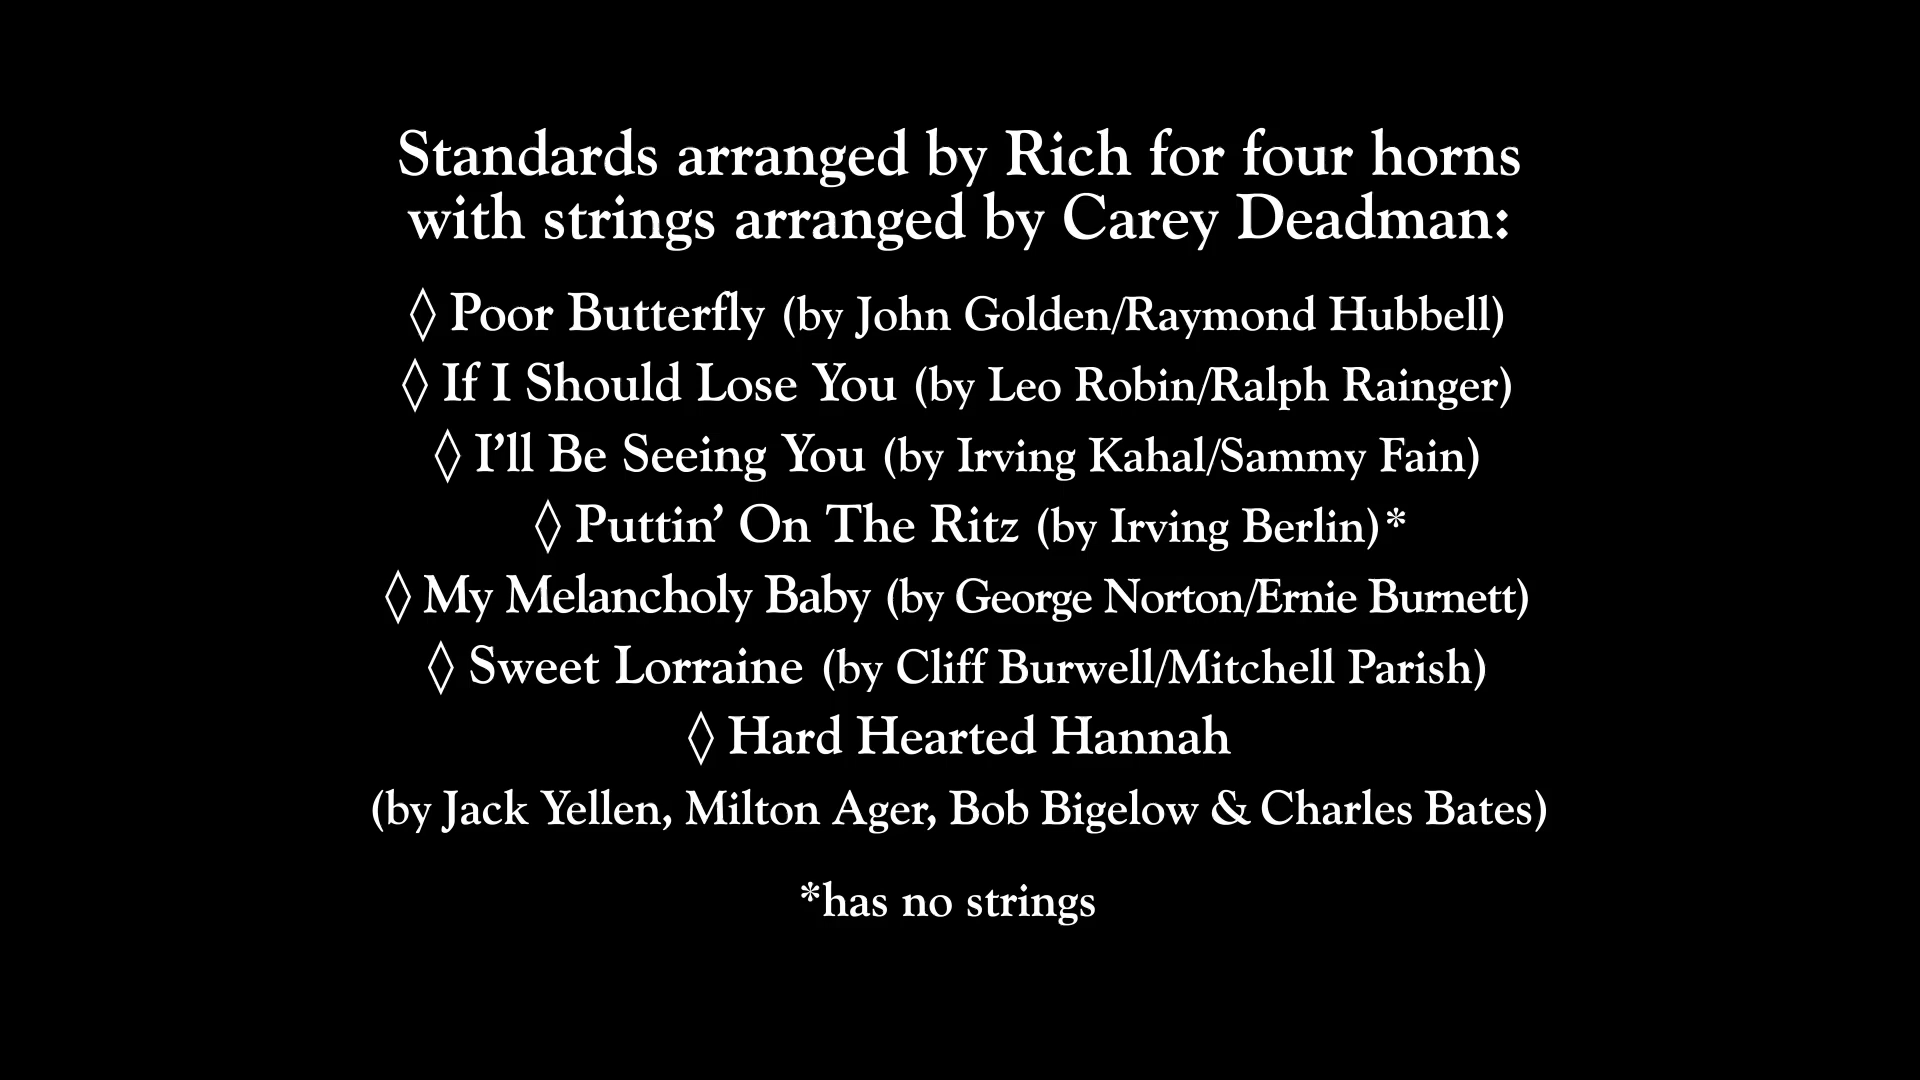 Standards arranged by Rich for four horns
with strings arranged by Carey Deadman:
◊ Poor Butterfly (by John Golden/Raymond Hubbell)
◊ If I Should Lose You (by Leo Robin/Ralph Rainger)
◊ I’ll Be Seeing You (by Irving Kahal/Sammy Fain)
◊ Puttin’ On The Ritz (by Irving Berlin)*
◊ My Melancholy Baby (by George Norton/Ernie Burnett)
◊ Sweet Lorraine (by Cliff Burwell/Mitchell Parish)
◊ Hard Hearted Hannah
(by Jack Yellen, Milton Ager, Bob Bigelow & Charles Bates)
*has no strings